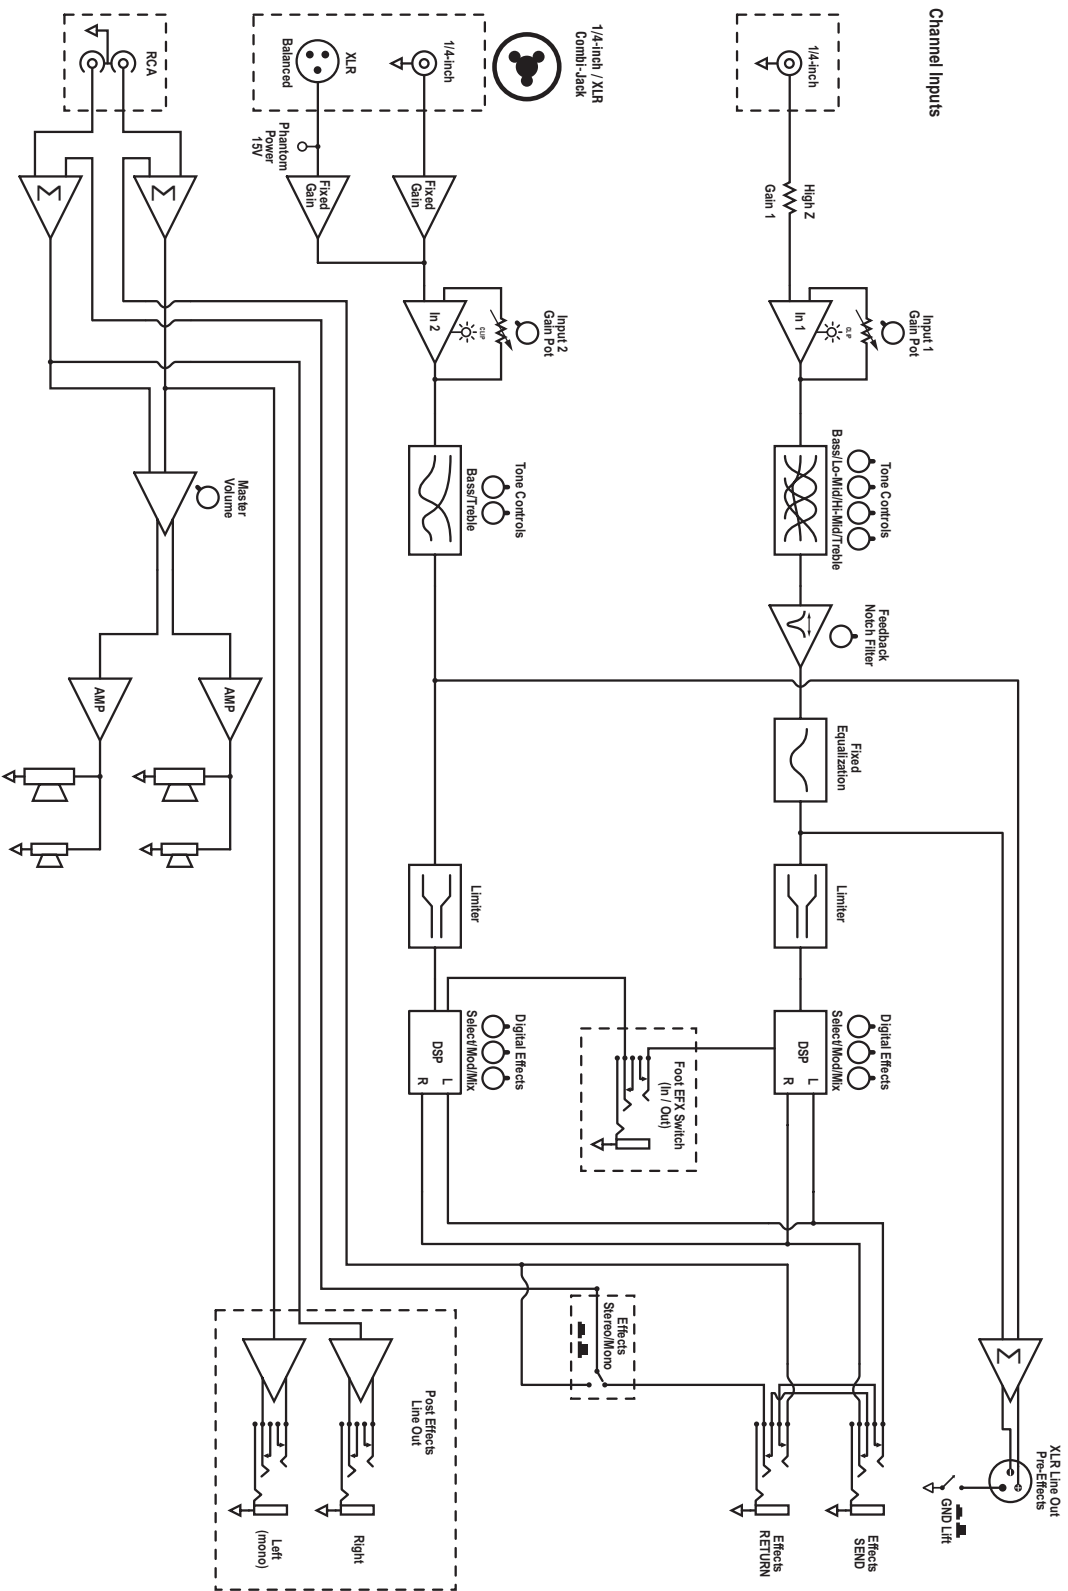 Channel Inputs
1/4-inch
High Z
Gain 1
Input 1
Gain Pot
CLIP
In 1
Tone Controls
Bass/Lo-Mid/Hi-Mid/Treble
Feedback
Notch Filter
Fixed
Equalization
Limiter
Digital Effects
Select/Mod/Mix
DSP
L
R
XLR Line Out
Pre-Effects
GND Lift
Σ
Effects
SEND
Effects
RETURN
1/4-inch / XLR
Combi-Jack
1/4-inch
XLR
Balanced
Phantom
Power
15V
Fixed
Gain
Fixed
Gain
Input 2
Gain Pot
CLIP
In 2
Tone Controls
Bass/Treble
Limiter
Digital Effects
Select/Mod/Mix
DSP
L
R
Foot EFX Switch
(In / Out)
Effects
Stereo/Mono
Post Effects
Line Out
Right
Left
(mono)
RCA
Σ
Σ
Master
Volume
AMP
AMP